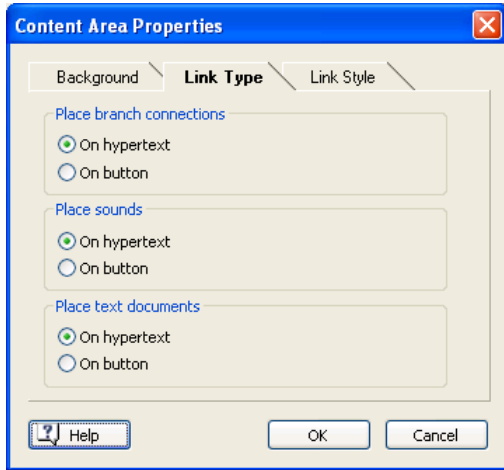 Content Area Properties
Background Link Type Link Style
Place branch connections
On hypertext
On button
Place sounds
On hypertext
On button
Place text documents
On hypertext
On button
Help OK Cancel